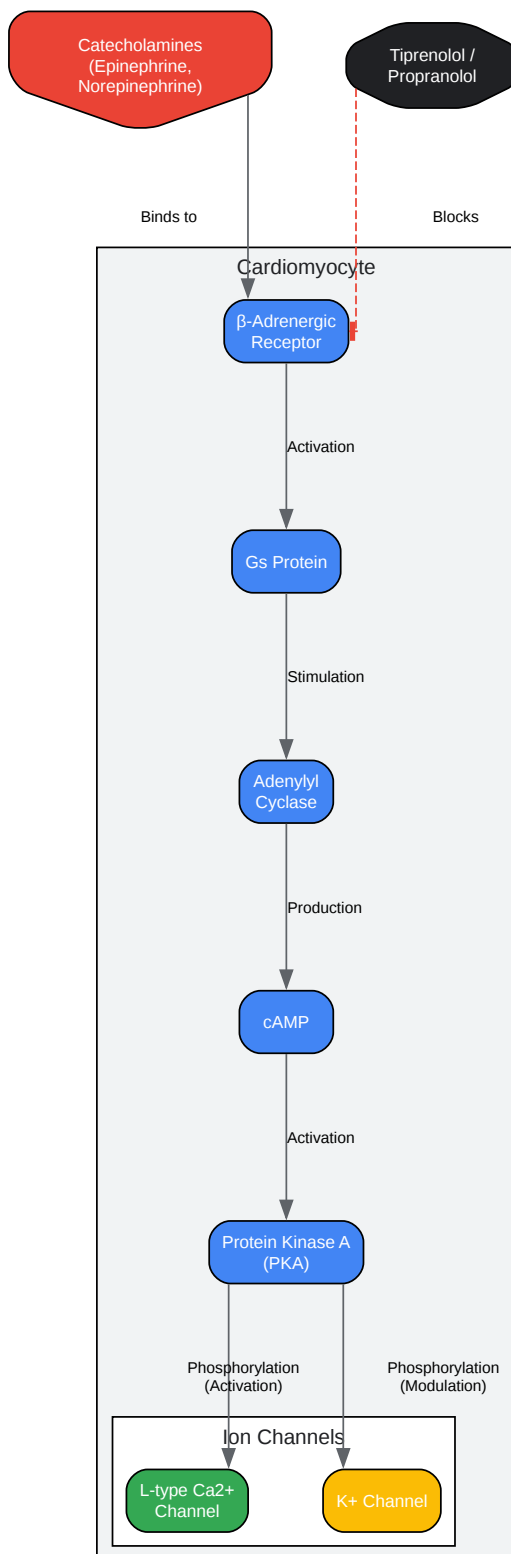 Catecholamines
(Epinephrine,
Norepinephrine)
Tiprenolol /
Propranolol
Binds to
Blocks
Cardiomyocyte
β-Adrenergic
Receptor
Activation
Gs Protein
Stimulation
Adenylyl
Cyclase
Production
cAMP
Activation
Protein Kinase A
(PKA)
Phosphorylation
(Activation)
Phosphorylation
(Modulation)
Ion Channels
L-type Ca2+
Channel
K+ Channel